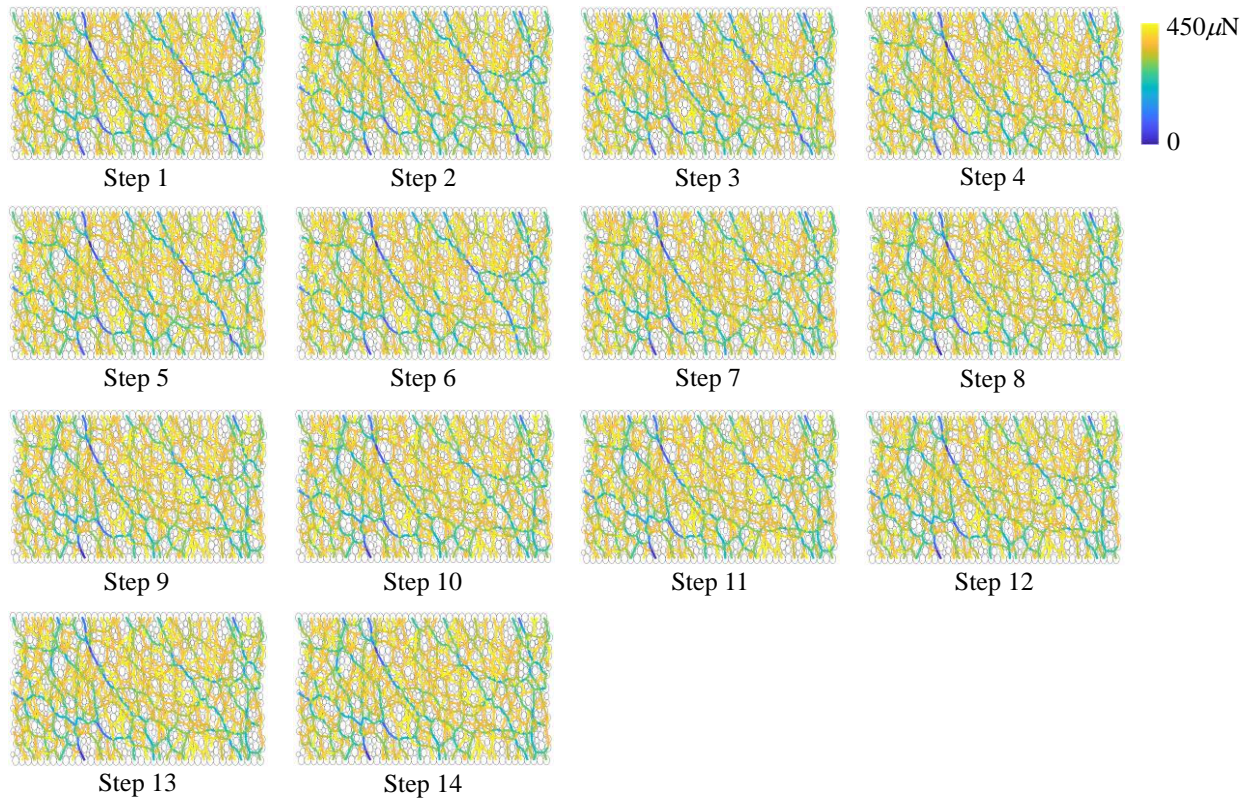 450μN
0
Step 1
Step 2
Step 3
Step 4
Step 5
Step 6
Step 7
Step 8
Step 9
Step 10
Step 11
Step 12
Step 13
Step 14